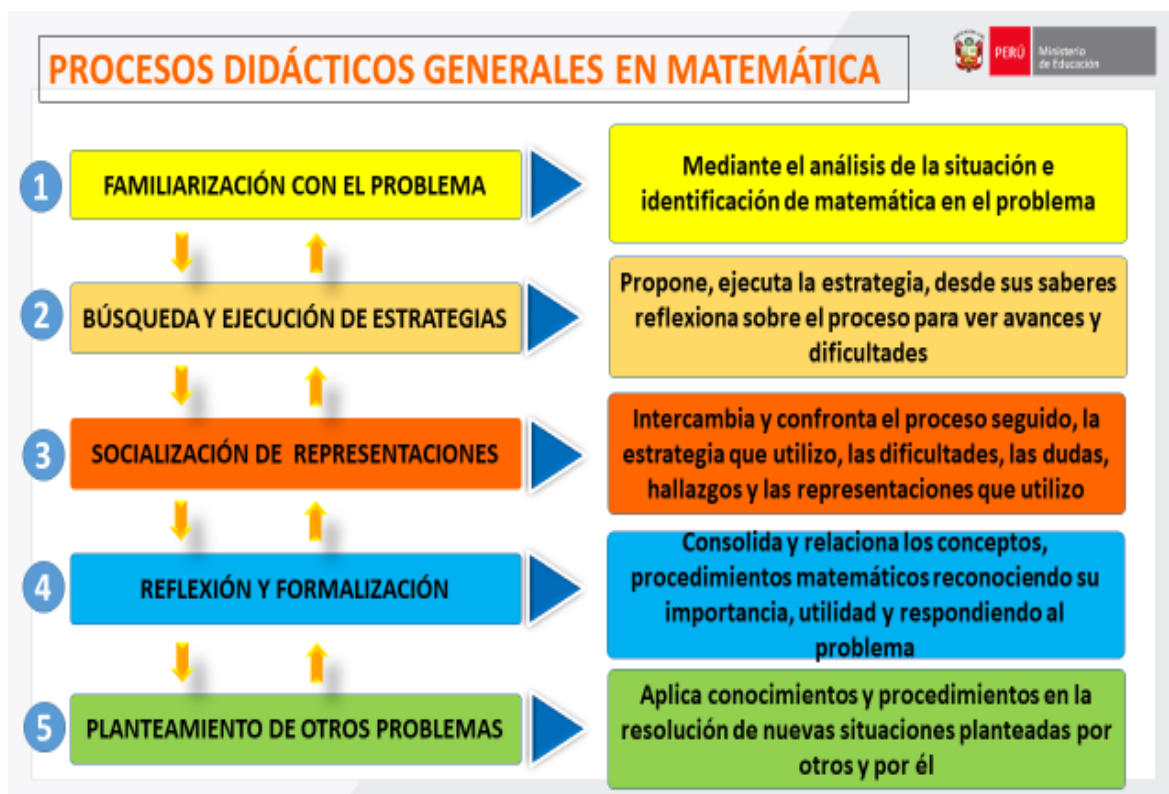 PROCESOS DIDÁCTICOS GENERALES EN MATEMÁTICA
PERÚ
Ministerio
de Educación
1
FAMILIARIZACIÓN CON EL PROBLEMA
Mediante el análisis de la situación e
identificación de matemática en el problema
2
BÚSQUEDA Y EJECUCIÓN DE ESTRATEGIAS
Propone, ejecuta la estrategia, desde sus saberes
reflexiona sobre el proceso para ver avances y
dificultades
3
SOCIALIZACIÓN DE REPRESENTACIONES
Intercambia y confronta el proceso seguido, la
estrategia que utilizo, las dificultades, las dudas,
hallazgos y las representaciones que utilizo
4
REFLEXIÓN Y FORMALIZACIÓN
Consolida y relaciona los conceptos,
procedimientos matemáticos reconociendo su
importancia, utilidad y respondiendo al
problema
5
PLANTEAMIENTO DE OTROS PROBLEMAS
Aplica conocimientos y procedimientos en la
resolución de nuevas situaciones planteadas por
otros y por él